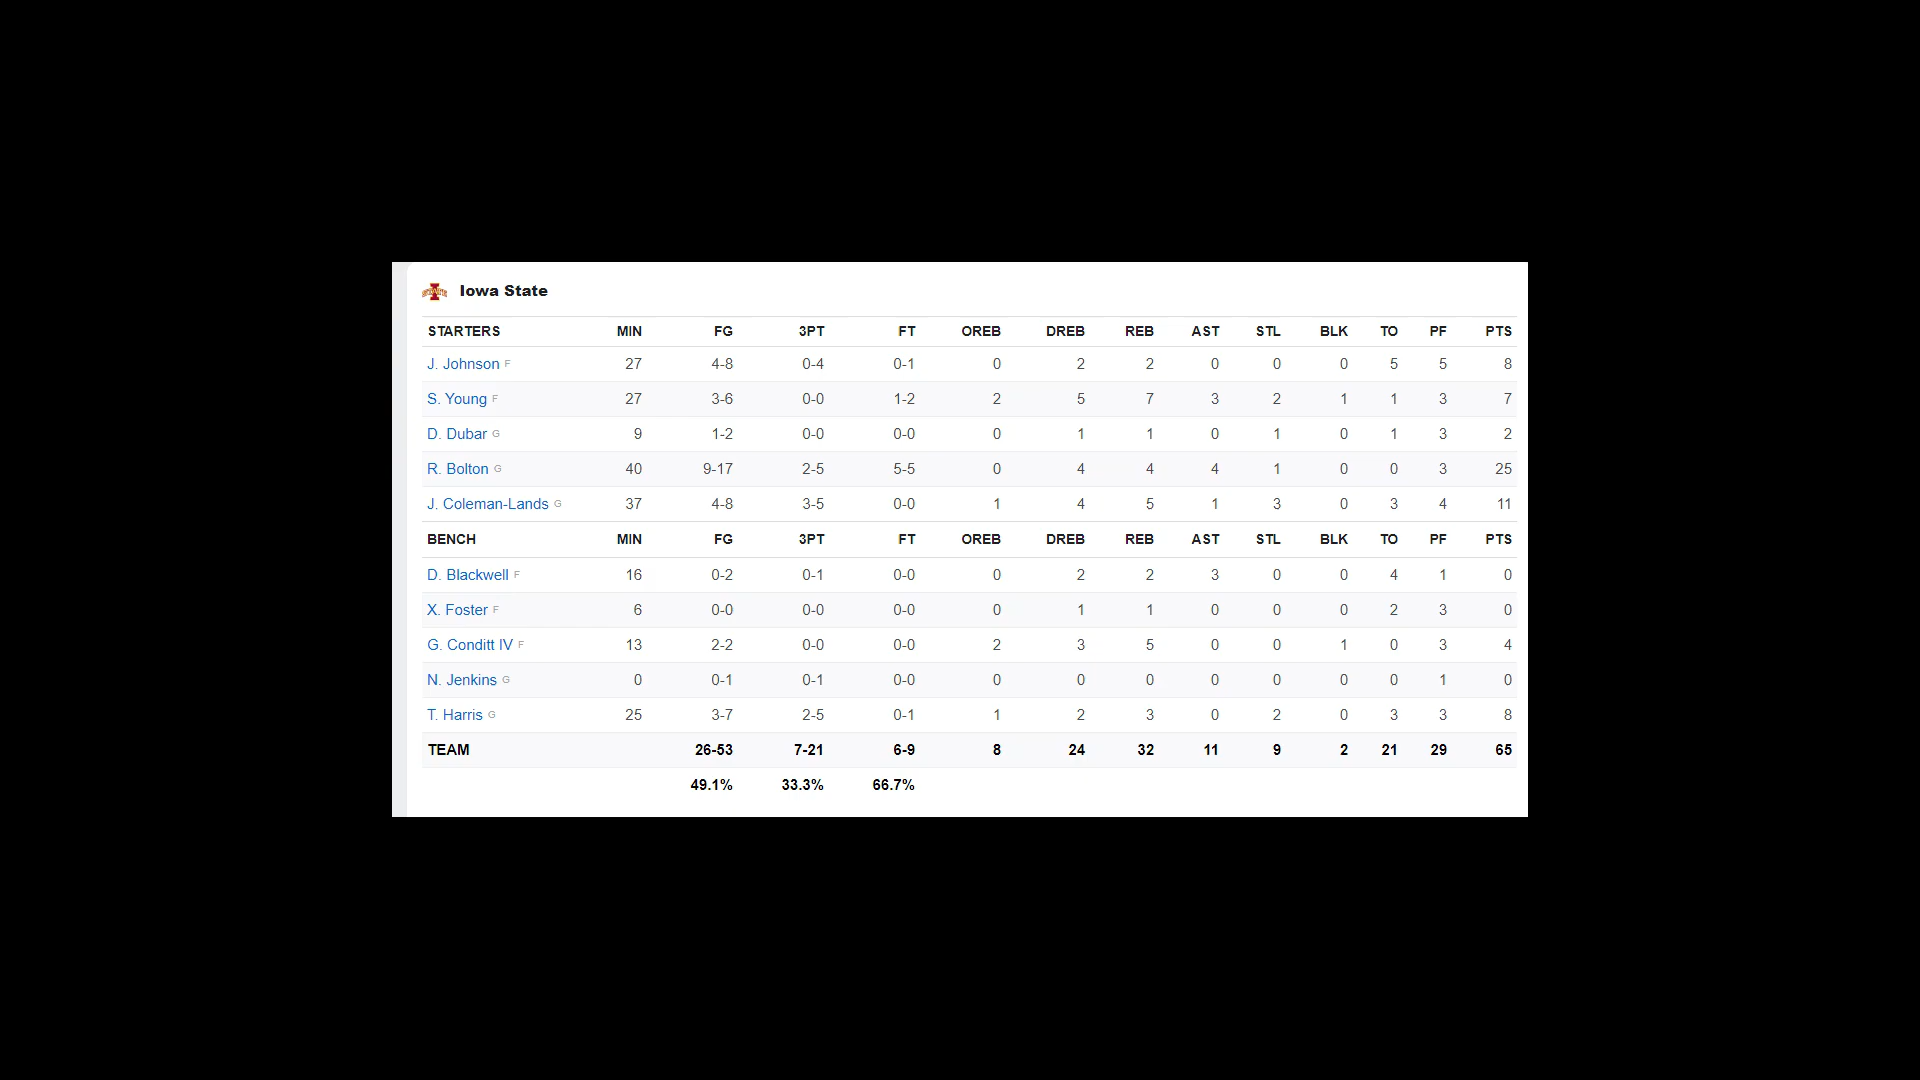 Iowa State
STARTERS MIN FG 3PT FT OREB DREB REB AST STL BLK TO PF PTS
J. Johnson F 27 4-8 0-4 0-1 0 2 2 0 0 0 5 5 8
S. Young F 27 3-6 0-0 1-2 2 5 7 3 2 1 1 3 7
D. Dubar G 9 1-2 0-0 0-0 0 1 1 0 1 0 1 3 2
R. Bolton G 40 9-17 2-5 5-5 0 4 4 4 1 0 0 3 25
J. Coleman-Lands G 37 4-8 3-5 0-0 1 4 5 1 3 0 3 4 11
BENCH MIN FG 3PT FT OREB DREB REB AST STL BLK TO PF PTS
D. Blackwell F 16 0-2 0-1 0-0 0 2 2 3 0 0 4 1 0
X. Foster F 6 0-0 0-0 0-0 0 1 1 0 0 0 2 3 0
G. Conditt IV F 13 2-2 0-0 0-0 2 3 5 0 0 1 0 3 4
N. Jenkins G 0 0-1 0-1 0-0 0 0 0 0 0 0 0 1 0
T. Harris G 25 3-7 2-5 0-1 1 2 3 0 2 0 3 3 8
TEAM 26-53 7-21 6-9 8 24 32 11 9 2 21 29 65
49.1% 33.3% 66.7%